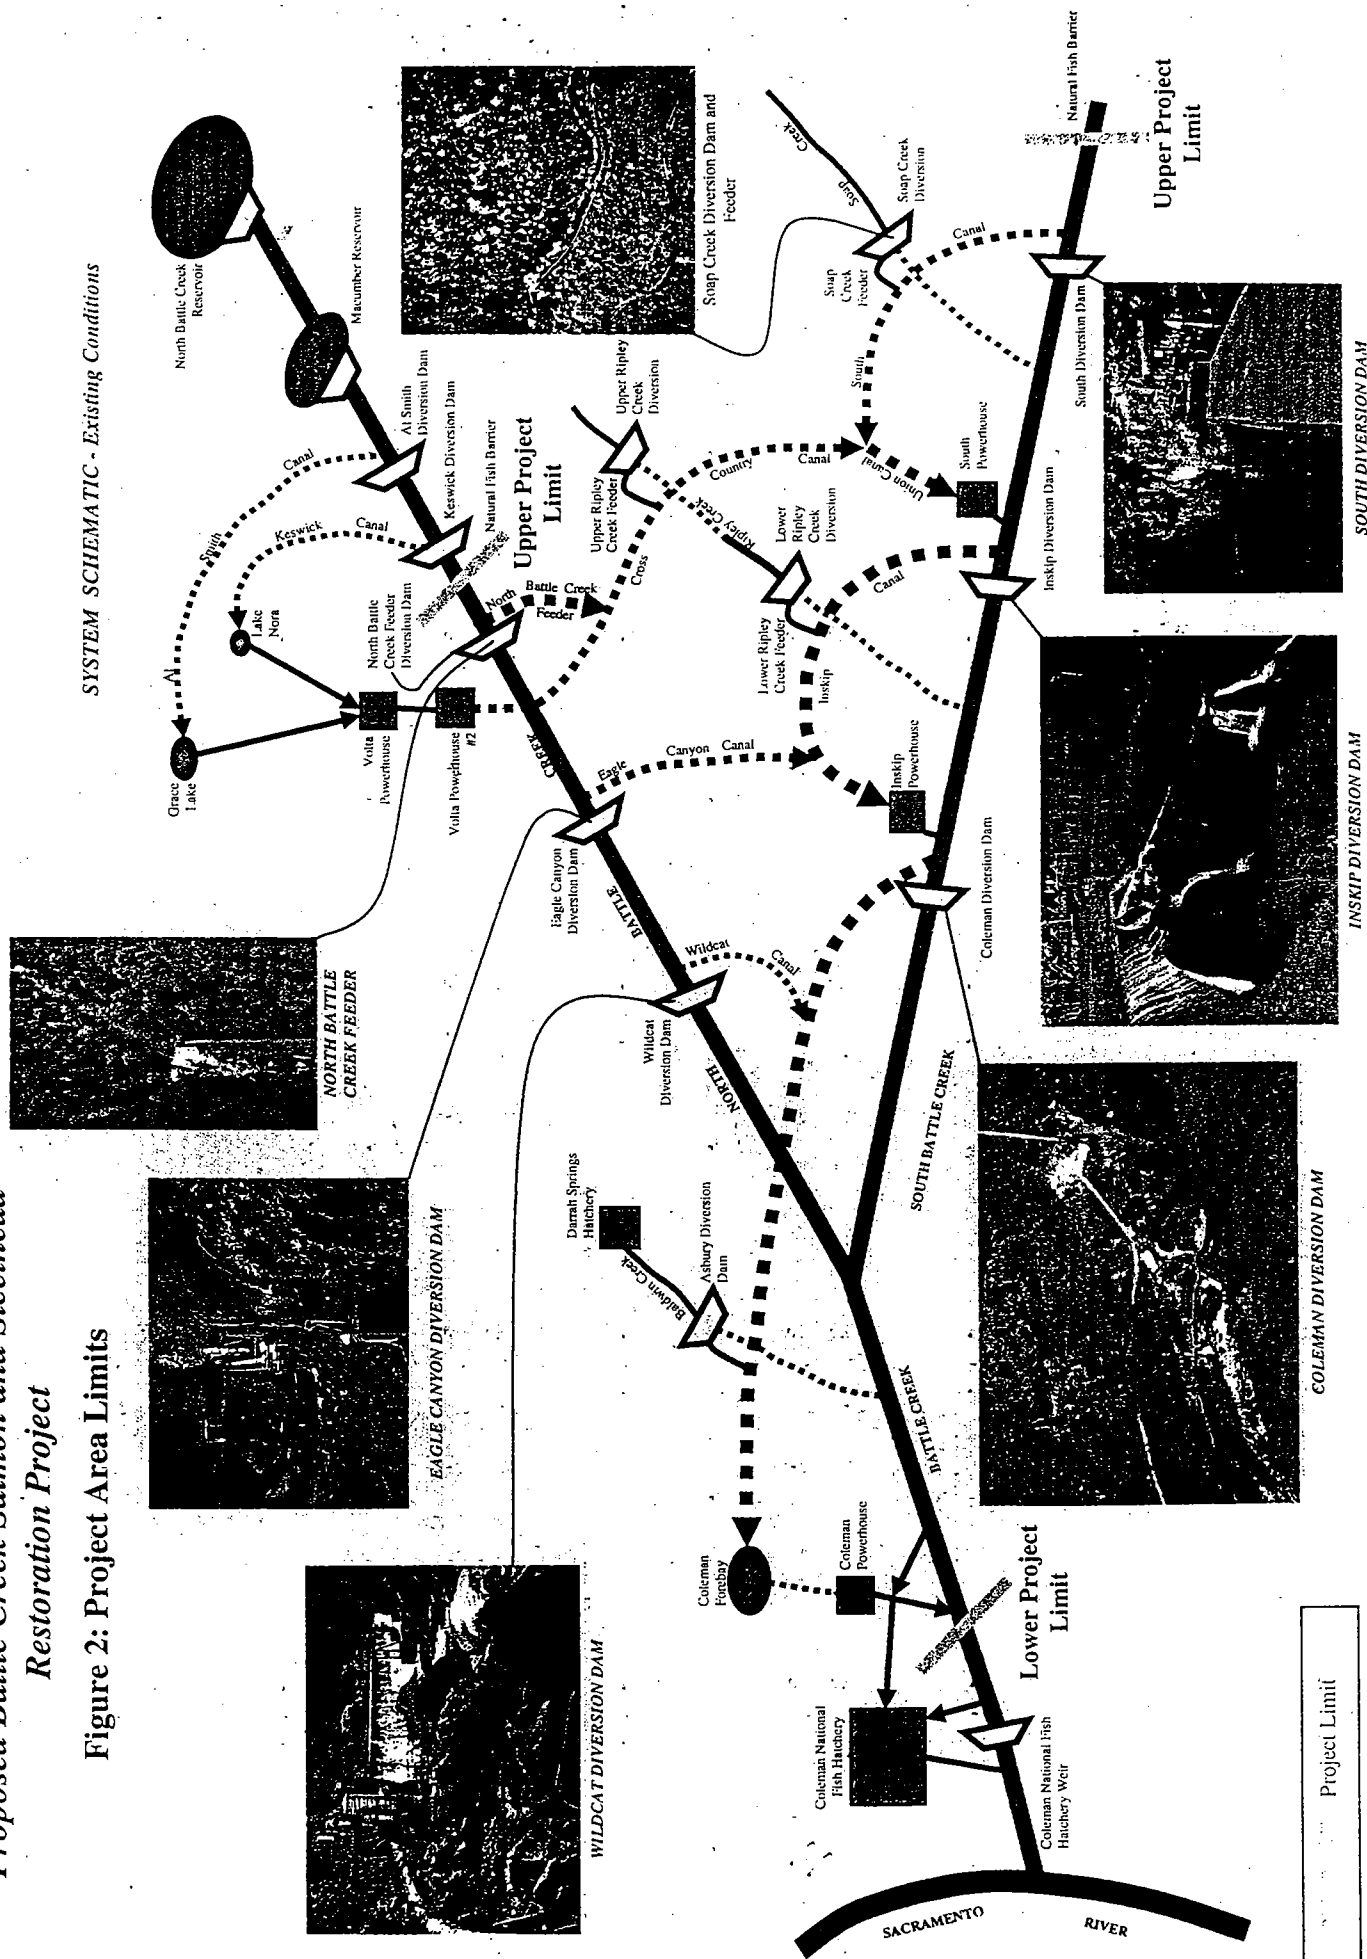 Proposed Battle Creek Salmon and Steelhead
Restoration Project
Figure 2: Project Area Limits
SYSTEM SCHEMATIC - Existing Conditions
North Battle Creek
Reservoir
Macumber Reservoir
Al Smith
Diversion Dam
Keswick Diversion Dam
Natural Fish Barrier
Upper Project
Limit
Al Smith Canal
Keswick Canal
Lake
Nora
Grace
Lake
Volta
Powerhouse
Volta Powerhouse
#2
North Battle
Creek Feeder
Diversion Dam
North Battle Creek
Feeder
Cross Country Canal
Upper Ripley
Creek
Diversion
Upper Ripley
Creek Feeder
Ripley Creek
Lower
Ripley
Creek
Diversion
Lower Ripley
Creek Feeder
Soap Creek Diversion Dam and
Feeder
Soap Creek
Soap Creek
Diversion
Soap
Creek
Feeder
South Canal
Union Canal
South
Powerhouse
Natural Fish Barrier
Upper Project
Limit
South Diversion Dam
SOUTH DIVERSION DAM
Inskip Diversion Dam
INSKIP DIVERSION DAM
Inskip Canal
Inskip
Powerhouse
Eagle Canyon Canal
Eagle Canyon
Diversion Dam
EAGLE CANYON DIVERSION DAM
NORTH BATTLE
CREEK FEEDER
NORTH BATTLE CREEK
Wildcat
Diversion Dam
Wildcat Canal
WILDCAT DIVERSION DAM
Coleman Diversion Dam
COLEMAN DIVERSION DAM
SOUTH BATTLE CREEK
Darrah Springs
Hatchery
Baldwin Creek
Asbury Diversion
Dam
BATTLE CREEK
Coleman
Forebay
Coleman
Powerhouse
Lower Project
Limit
Coleman National
Fish Hatchery
Coleman National Fish
Hatchery Weir
SACRAMENTO RIVER
Project Limit